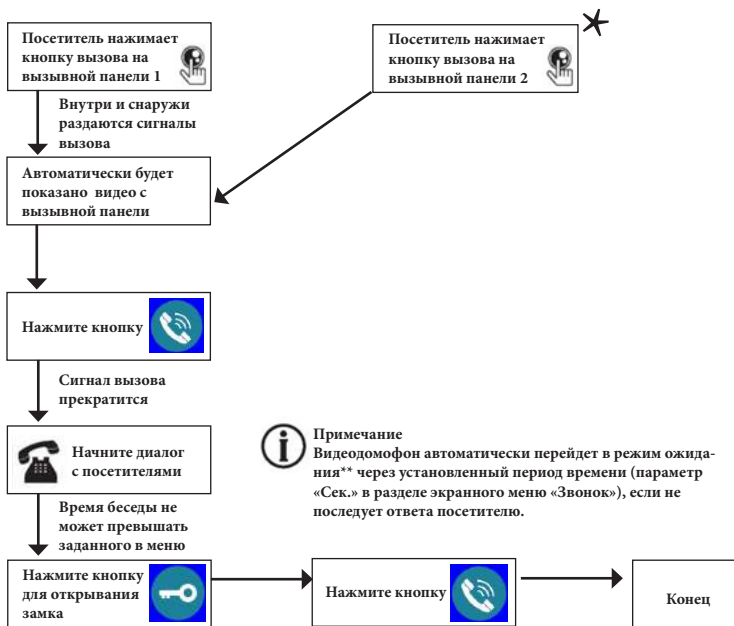 Посетитель нажимает
кнопку вызова на
вызывной панели 1
Посетитель нажимает
кнопку вызова на
вызывной панели 2
Внутри и снаружи
раздаются сигналы
вызова
Автоматически будет
показано видео с
вызывной панели
Нажмите кнопку
Сигнал вызова
прекратится
Начните диалог
с посетителями
Примечание
Видеодомофон автоматически перейдет в режим ожида-
ния** через установленный период времени (параметр
«Сек.» в разделе экранного меню «Звонок»), если не
последует ответа посетителю.
Время беседы не
может превышать
заданного в меню
Нажмите кнопку
для открывания
замка
Нажмите кнопку
Конец